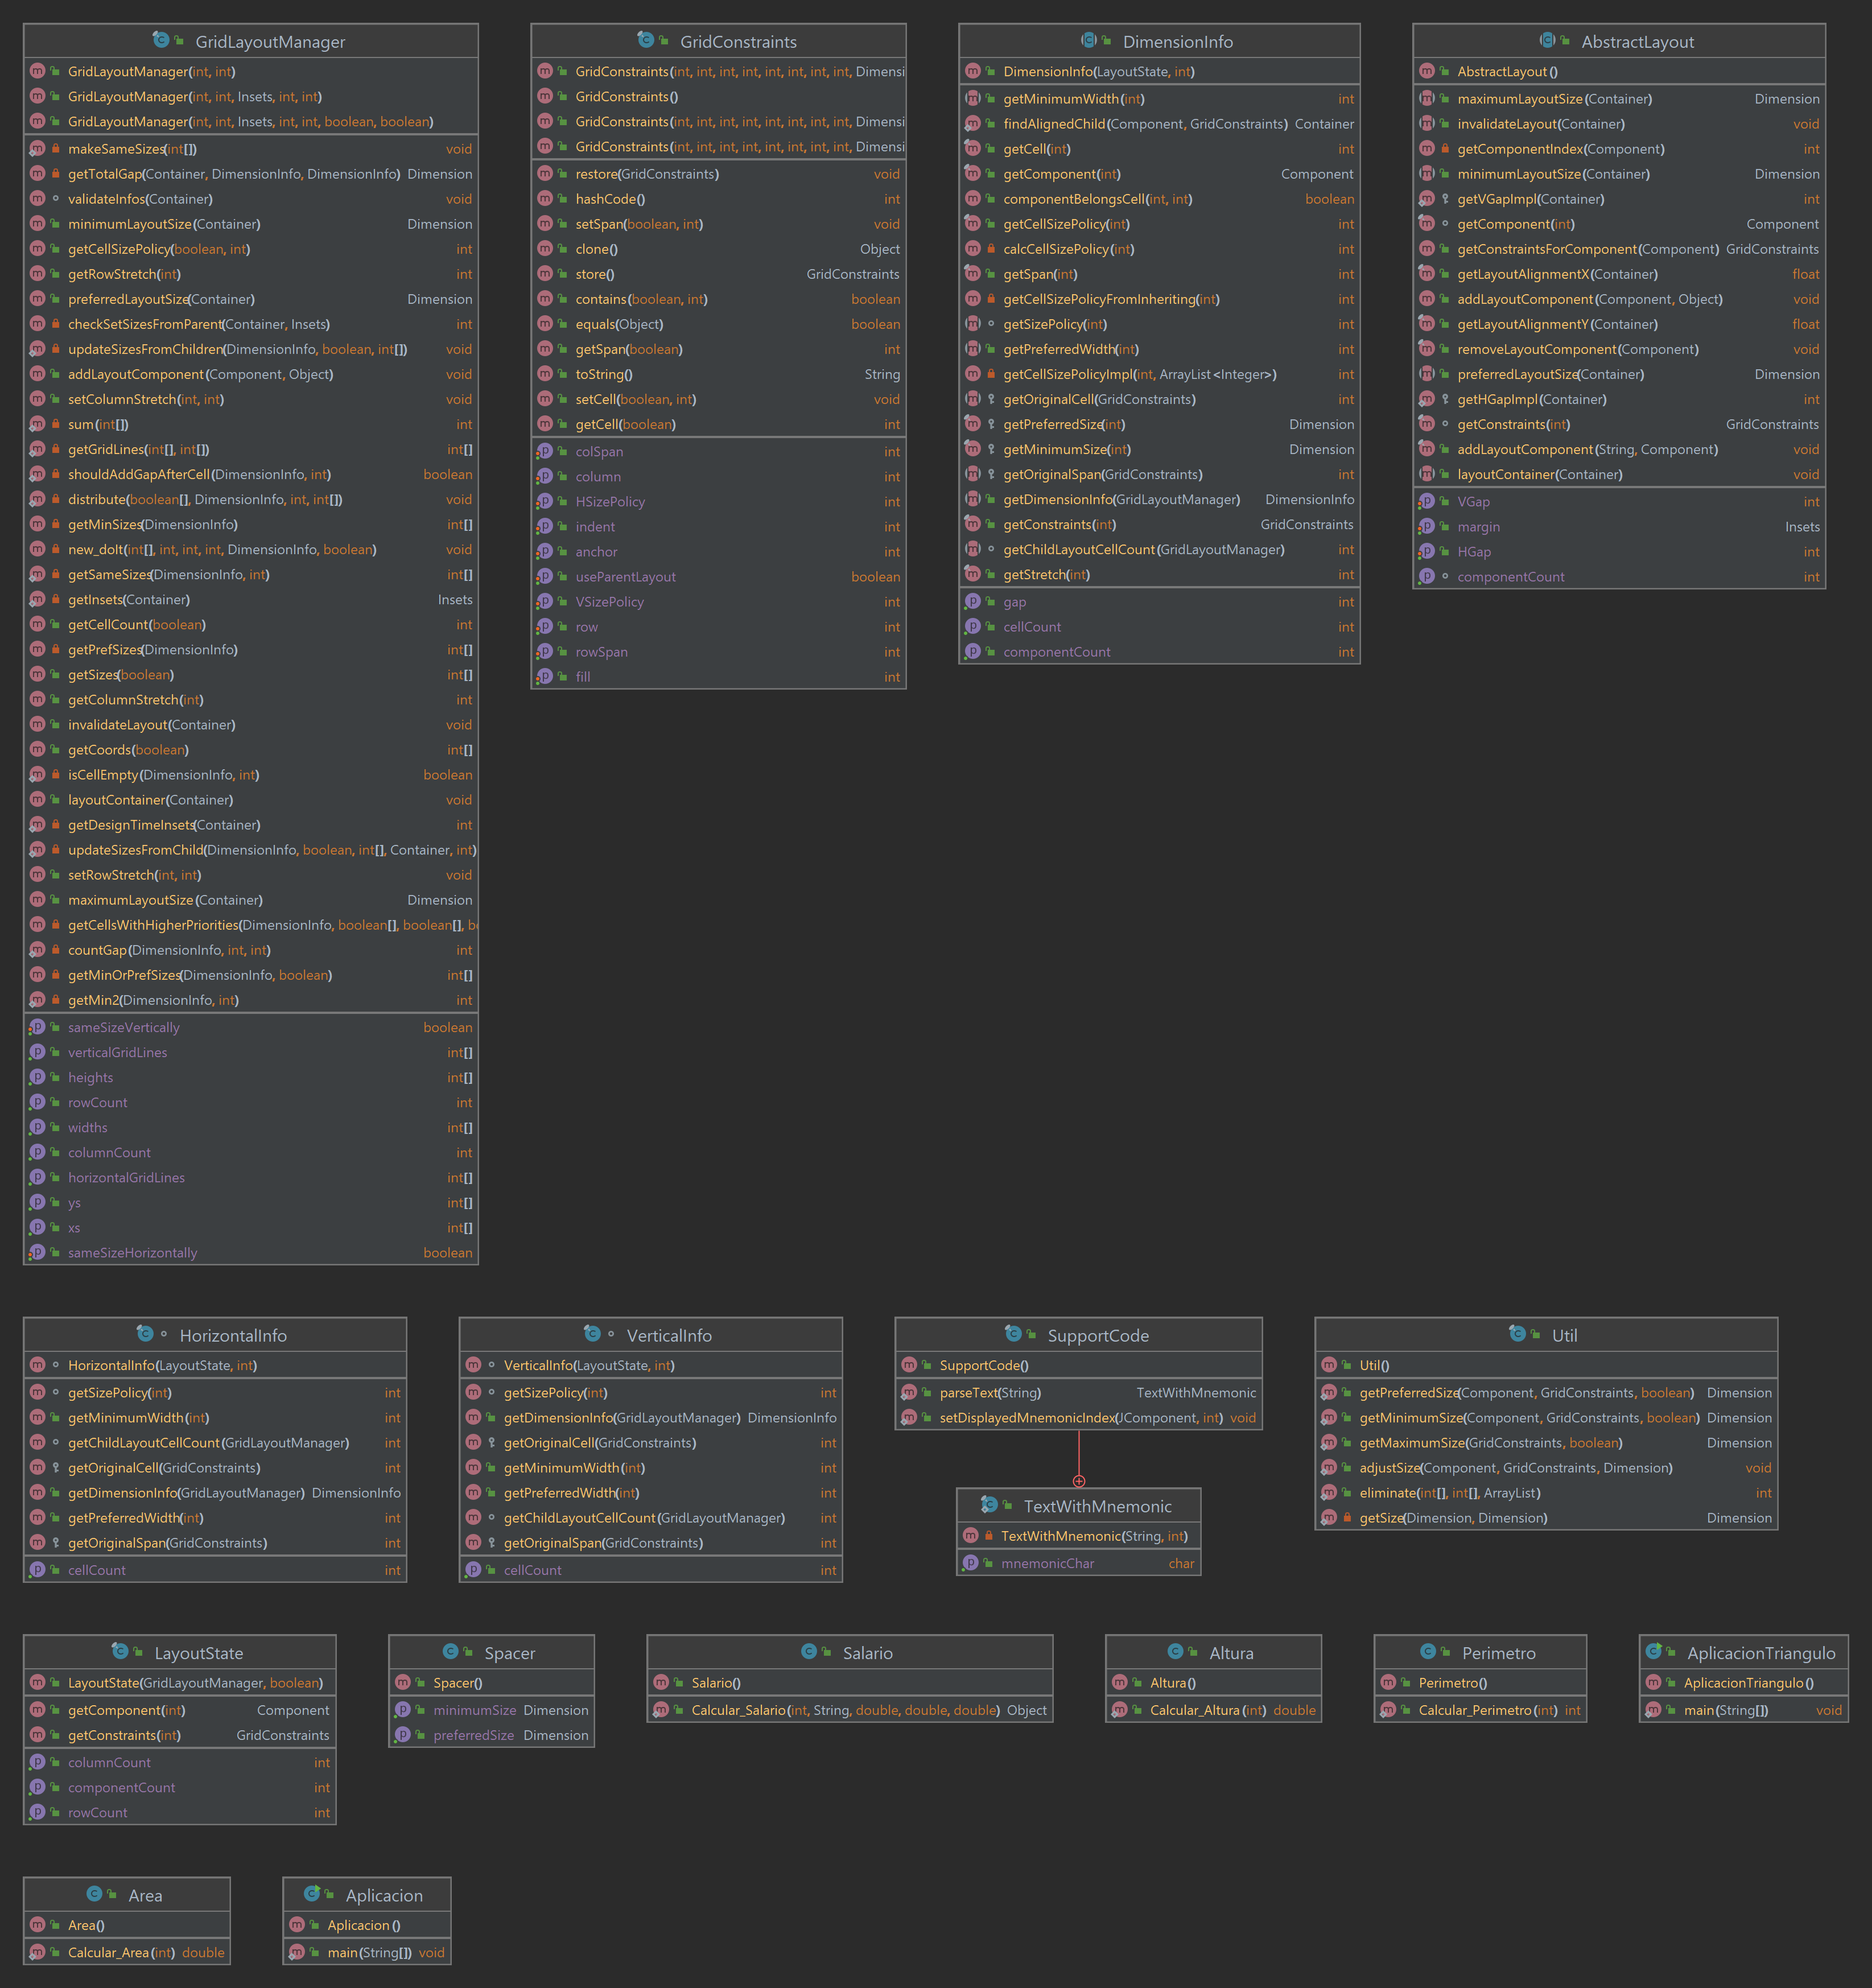 GridLayoutManager
GridLayoutManager(int, int)
GridLayoutManager(int, int, Insets, int, int)
GridLayoutManager(int, int, Insets, int, int, boolean, boolean)
makeSameSizes(int[]) void
getTotalGap(Container, DimensionInfo, DimensionInfo) Dimension
validateInfos(Container) void
minimumLayoutSize(Container) Dimension
getCellSizePolicy(boolean, int) int
getRowStretch(int) int
preferredLayoutSize(Container) Dimension
checkSetSizesFromParent(Container, Insets) int
updateSizesFromChildren(DimensionInfo, boolean, int[]) void
addLayoutComponent(Component, Object) void
setColumnStretch(int, int) void
sum(int[]) int
getGridLines(int[], int[]) int[]
shouldAddGapAfterCell(DimensionInfo, int) boolean
distribute(boolean[], DimensionInfo, int, int[]) void
getMinSizes(DimensionInfo) int[]
new_doIt(int[], int, int, int, DimensionInfo, boolean) void
getSameSizes(DimensionInfo, int) int[]
getInsets(Container) Insets
getCellCount(boolean) int
getPrefSizes(DimensionInfo) int[]
getSizes(boolean) int[]
getColumnStretch(int) int
invalidateLayout(Container) void
getCoords(boolean) int[]
isCellEmpty(DimensionInfo, int) boolean
layoutContainer(Container) void
getDesignTimeInsets(Container) int
updateSizesFromChild(DimensionInfo, boolean, int[], Container, int)
setRowStretch(int, int) void
maximumLayoutSize(Container) Dimension
getCellsWithHigherPriorities(DimensionInfo, boolean[], boolean[], bo
countGap(DimensionInfo, int, int) int
getMinOrPrefSizes(DimensionInfo, boolean) int[]
getMin2(DimensionInfo, int) int
sameSizeVertically boolean
verticalGridLines int[]
heights int[]
rowCount int
widths int[]
columnCount int
horizontalGridLines int[]
ys int[]
xs int[]
sameSizeHorizontally boolean
GridConstraints
GridConstraints(int, int, int, int, int, int, int, int, Dimensi
GridConstraints()
GridConstraints(int, int, int, int, int, int, int, int, Dimensi
GridConstraints(int, int, int, int, int, int, int, int, Dimensi
restore(GridConstraints) void
hashCode() int
setSpan(boolean, int) void
clone() Object
store() GridConstraints
contains(boolean, int) boolean
equals(Object) boolean
getSpan(boolean) int
toString() String
setCell(boolean, int) void
getCell(boolean) int
colSpan int
column int
HSizePolicy int
indent int
anchor int
useParentLayout boolean
VSizePolicy int
row int
rowSpan int
fill int
DimensionInfo
DimensionInfo(LayoutState, int)
getMinimumWidth(int) int
findAlignedChild(Component, GridConstraints) Container
getCell(int) int
getComponent(int) Component
componentBelongsCell(int, int) boolean
getCellSizePolicy(int) int
calcCellSizePolicy(int) int
getSpan(int) int
getCellSizePolicyFromInheriting(int) int
getSizePolicy(int) int
getPreferredWidth(int) int
getCellSizePolicyImpl(int, ArrayList<Integer>) int
getOriginalCell(GridConstraints) int
getPreferredSize(int) Dimension
getMinimumSize(int) Dimension
getOriginalSpan(GridConstraints) int
getDimensionInfo(GridLayoutManager) DimensionInfo
getConstraints(int) GridConstraints
getChildLayoutCellCount(GridLayoutManager) int
getStretch(int) int
gap int
cellCount int
componentCount int
AbstractLayout
AbstractLayout()
maximumLayoutSize(Container) Dimension
invalidateLayout(Container) void
getComponentIndex(Component) int
minimumLayoutSize(Container) Dimension
getVGapImpl(Container) int
getComponent(int) Component
getConstraintsForComponent(Component) GridConstraints
getLayoutAlignmentX(Container) float
addLayoutComponent(Component, Object) void
getLayoutAlignmentY(Container) float
removeLayoutComponent(Component) void
preferredLayoutSize(Container) Dimension
getHGapImpl(Container) int
getConstraints(int) GridConstraints
addLayoutComponent(String, Component) void
layoutContainer(Container) void
VGap int
margin Insets
HGap int
componentCount int
HorizontalInfo
HorizontalInfo(LayoutState, int)
getSizePolicy(int) int
getMinimumWidth(int) int
getChildLayoutCellCount(GridLayoutManager) int
getOriginalCell(GridConstraints) int
getDimensionInfo(GridLayoutManager) DimensionInfo
getPreferredWidth(int) int
getOriginalSpan(GridConstraints) int
cellCount int
VerticalInfo
VerticalInfo(LayoutState, int)
getSizePolicy(int) int
getDimensionInfo(GridLayoutManager) DimensionInfo
getOriginalCell(GridConstraints) int
getMinimumWidth(int) int
getPreferredWidth(int) int
getChildLayoutCellCount(GridLayoutManager) int
getOriginalSpan(GridConstraints) int
cellCount int
SupportCode
SupportCode()
parseText(String) TextWithMnemonic
setDisplayedMnemonicIndex(JComponent, int) void
TextWithMnemonic
TextWithMnemonic(String, int)
mnemonicChar char
Util
Util()
getPreferredSize(Component, GridConstraints, boolean) Dimension
getMinimumSize(Component, GridConstraints, boolean) Dimension
getMaximumSize(GridConstraints, boolean) Dimension
adjustSize(Component, GridConstraints, Dimension) void
eliminate(int[], int[], ArrayList) int
getSize(Dimension, Dimension) Dimension
LayoutState
LayoutState(GridLayoutManager, boolean)
getComponent(int) Component
getConstraints(int) GridConstraints
columnCount int
componentCount int
rowCount int
Spacer
Spacer()
minimumSize Dimension
preferredSize Dimension
Salario
Salario()
Calcular_Salario(int, String, double, double, double) Object
Altura
Altura()
Calcular_Altura(int) double
Perimetro
Perimetro()
Calcular_Perimetro(int) int
AplicacionTriangulo
AplicacionTriangulo()
main(String[]) void
Area
Area()
Calcular_Area(int) double
Aplicacion
Aplicacion()
main(String[]) void